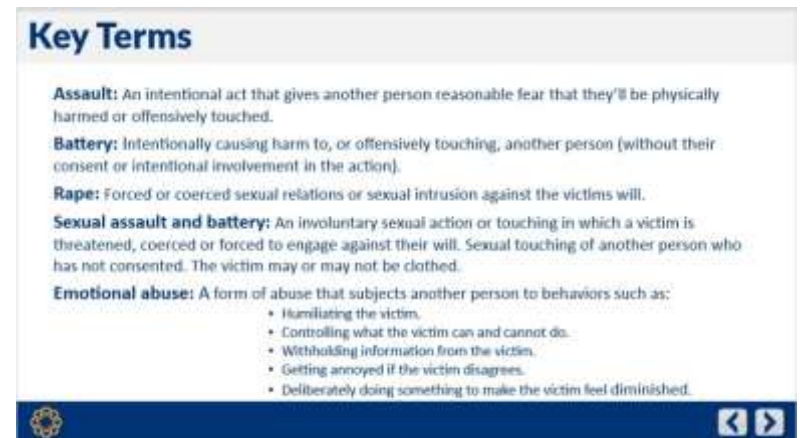 Key Terms
Assault: An intentional act that gives another person reasonable fear that they'll be physically
harmed or offensively touched.
Battery: Intentionally causing harm to, or offensively touching, another person (without their
consent or intentional involvement in the action).
Rape: Forced or coerced sexual relations or sexual intrusion against the victims will.
Sexual assault and battery: An involuntary sexual action or touching in which a victim is
threatened, coerced or forced to engage against their will. Sexual touching of another person who
has not consented. The victim may or may not be clothed.
Emotional abuse: A form of abuse that subjects another person to behaviors such as:
• Humiliating the victim.
• Controlling what the victim can and cannot do.
• Withholding information from the victim.
• Getting annoyed if the victim disagrees.
• Deliberately doing something to make the victim feel diminished.